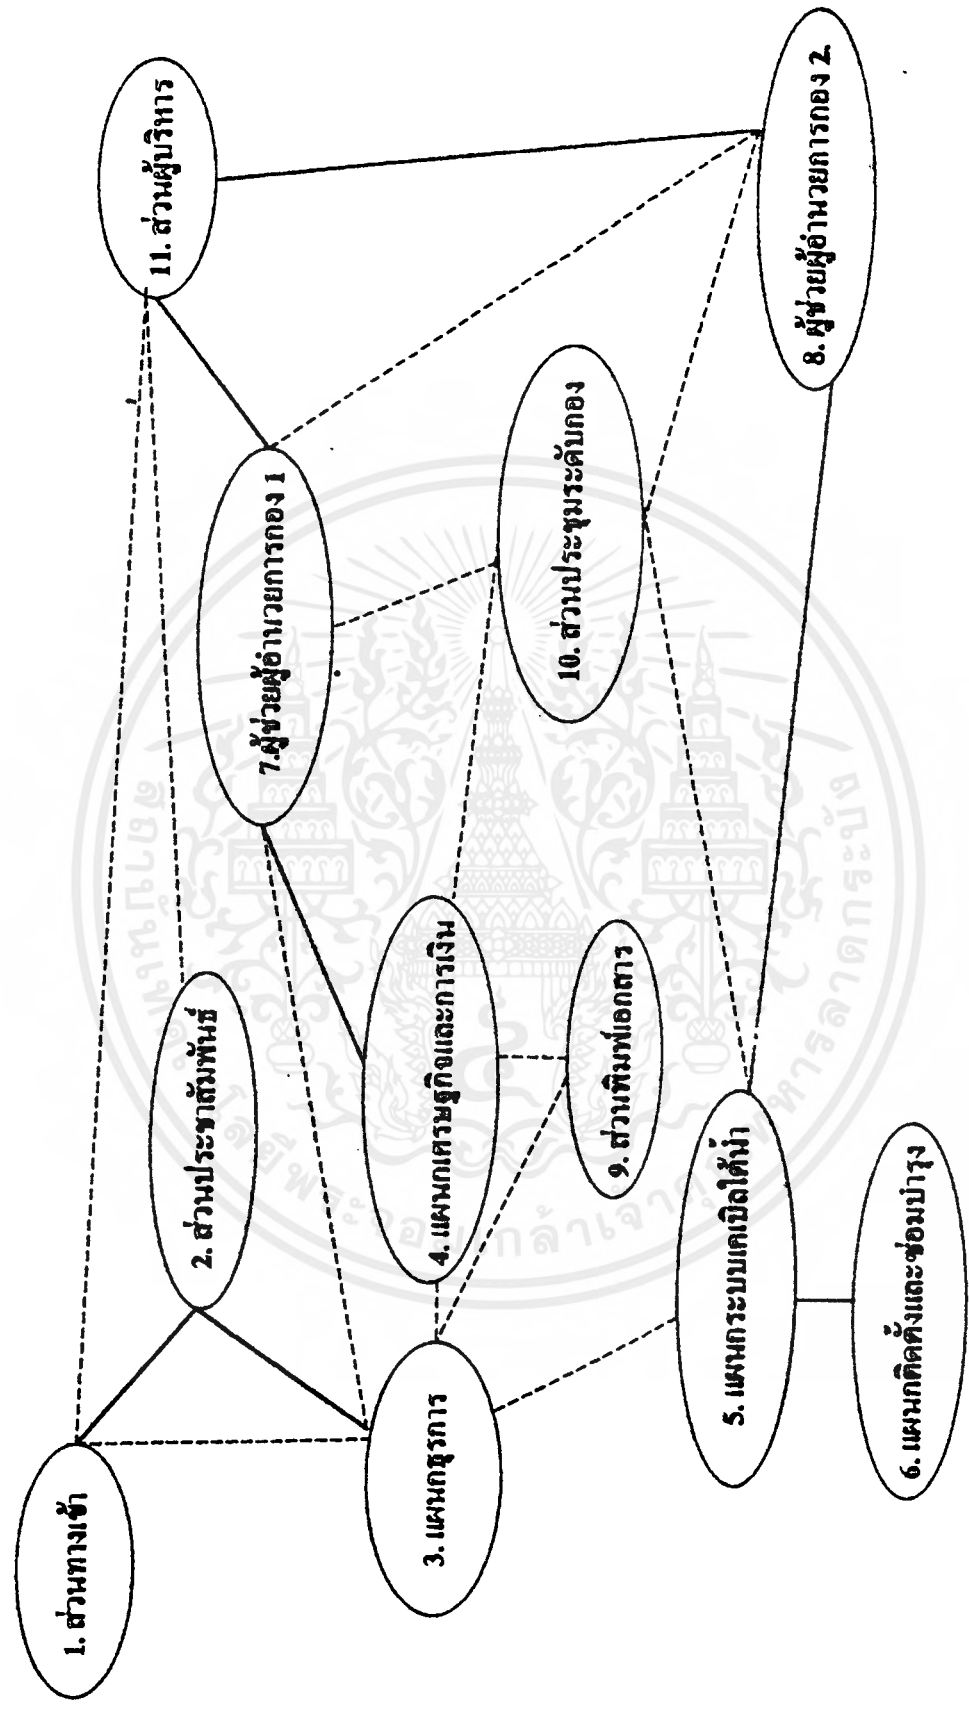 1. ส่วนทางเข้า
2. ส่วนประชาสัมพันธ์
3. แผนกธุรการ
4. แผนกเศรษฐกิจและการเงิน
5. แผนกระบบเคเบิลใต้น้ำ
6. แผนกติดตั้งและซ่อมบำรุง
7.ผู้ช่วยผู้อำนวยการกอง 1
8. ผู้ช่วยผู้อำนวยการกอง 2.
9. ส่วนพิมพ์เอกสาร
10. ส่วนประชุมระดับกอง
11. ส่วนผู้บริหาร